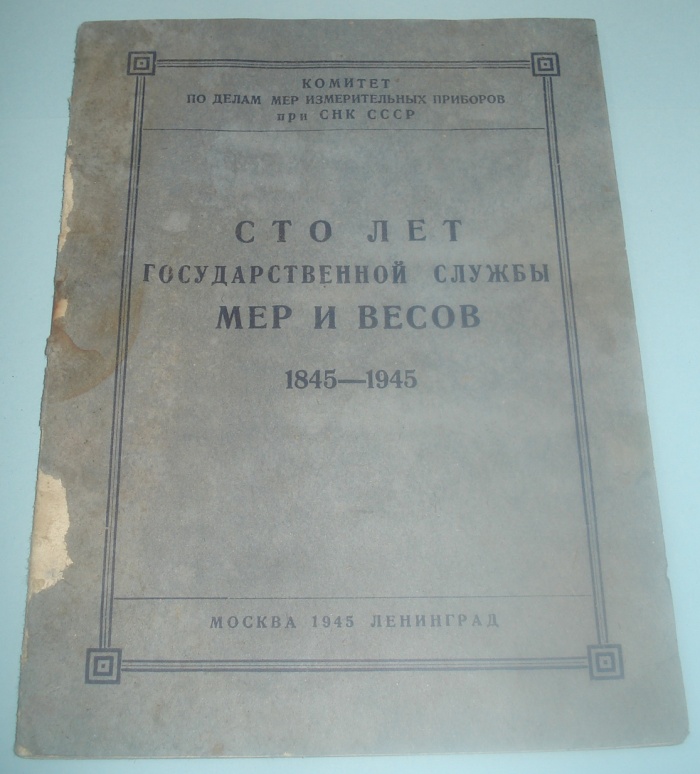 КОМИТЕТ
ПО ДЕЛАМ МЕР ИЗМЕРИТЕЛЬНЫХ ПРИБОРОВ
при СНК СССР
СТО ЛЕТ
ГОСУДАРСТВЕННОЙ СЛУЖБЫ
МЕР И ВЕСОВ
1845—1945
МОСКВА 1945 ЛЕНИНГРАД